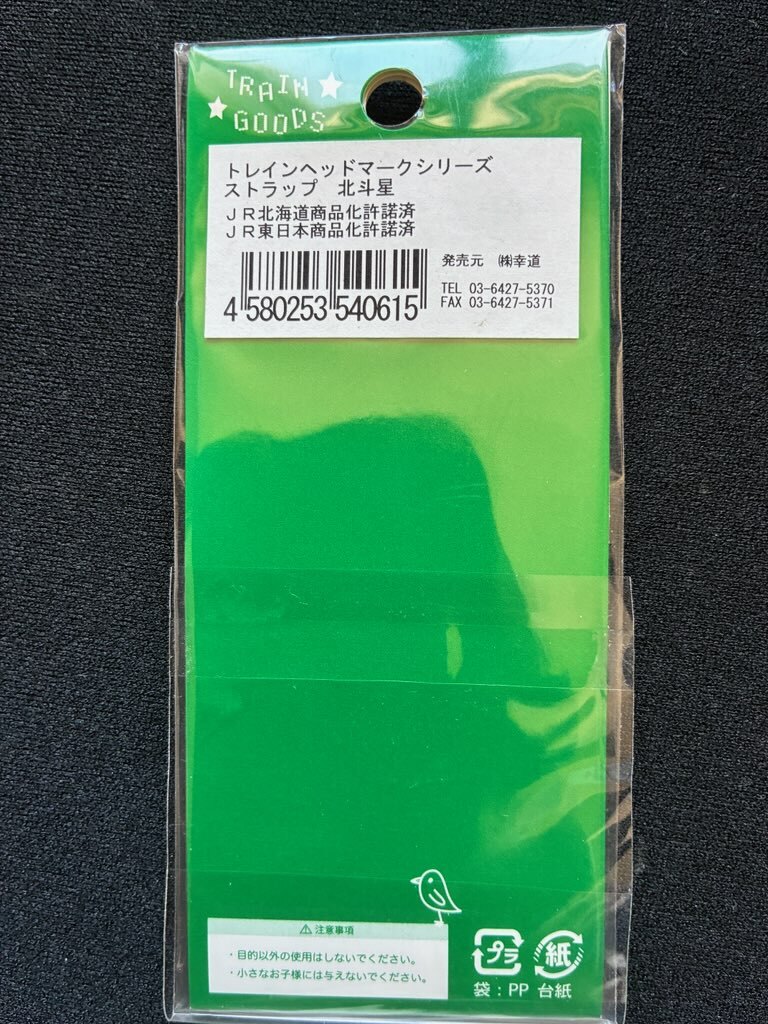 TRAIN
GOODS
トレインヘッドマークシリーズ
ストラップ　北斗星
ＪＲ北海道商品化許諾済
ＪＲ東日本商品化許諾済
発売元　㈱幸道
TEL 03-6427-5370
FAX 03-6427-5371
4 580253 540615
⚠注意事項
・目的以外の使用はしないでください。
・小さなお子様には与えないでください。
プラ 紙
袋：PP 台紙